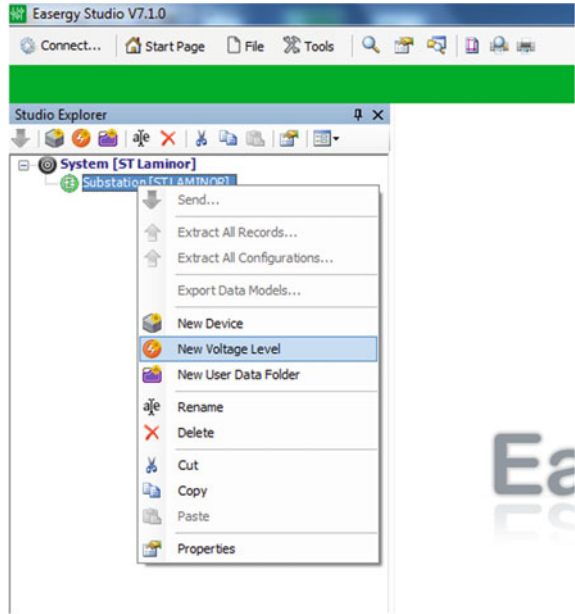 Easergy Studio V7.1.0
Connect... Start Page File Tools
Studio Explorer
System [ST Laminor]
Substation [ST LAMINOR]
Send...
Extract All Records...
Extract All Configurations...
Export Data Models...
New Device
New Voltage Level
New User Data Folder
Rename
Delete
Cut
Copy
Paste
Properties
Ea